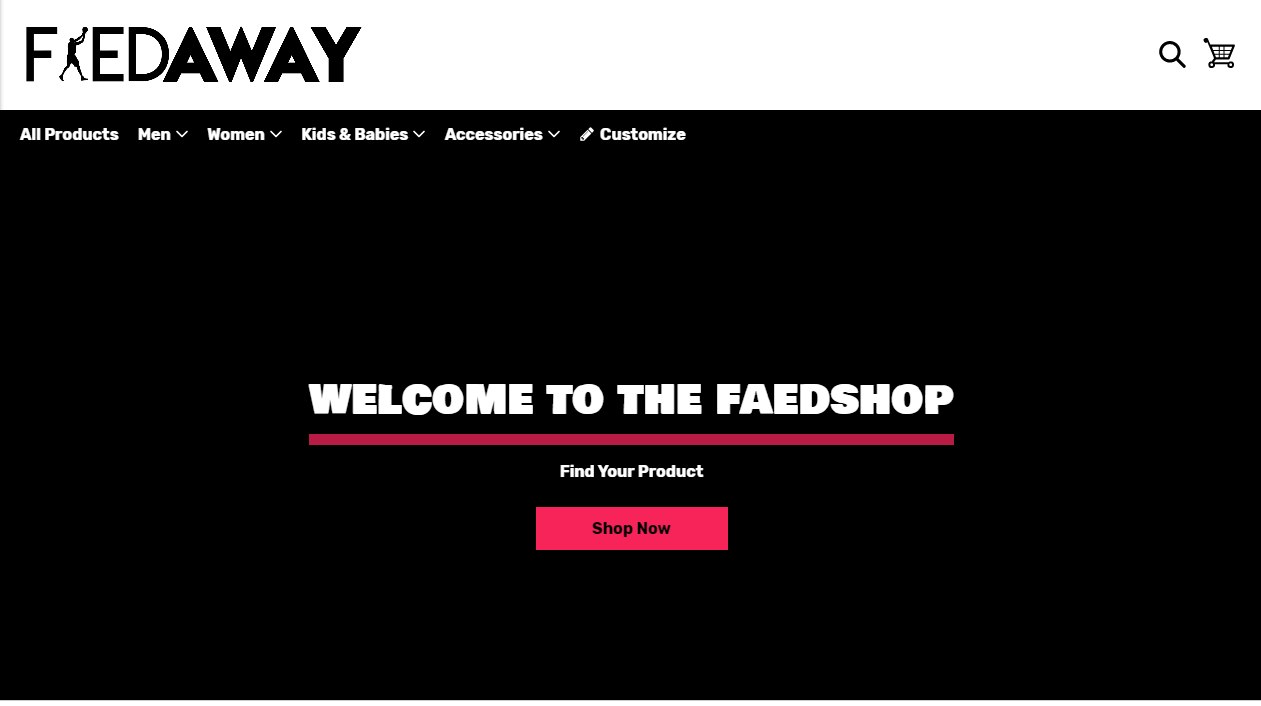 FAEDAWAY
All Products Men Women Kids & Babies Accessories Customize
WELCOME TO THE FAEDSHOP
Find Your Product
Shop Now